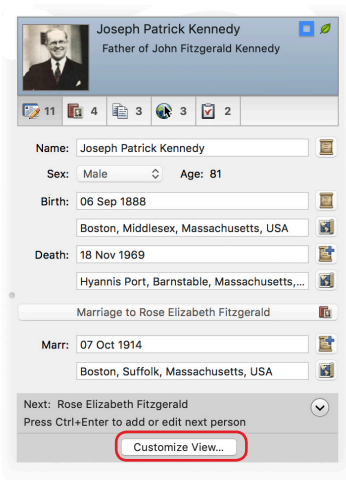 Joseph Patrick Kennedy
Father of John Fitzgerald Kennedy
11 4 3 3 2
Name: Joseph Patrick Kennedy
Sex: Male Age: 81
Birth: 06 Sep 1888
Boston, Middlesex, Massachusetts, USA
Death: 18 Nov 1969
Hyannis Port, Barnstable, Massachusetts,...
Marriage to Rose Elizabeth Fitzgerald
Marr: 07 Oct 1914
Boston, Suffolk, Massachusetts, USA
Next: Rose Elizabeth Fitzgerald
Press Ctrl+Enter to add or edit next person
Customize View...